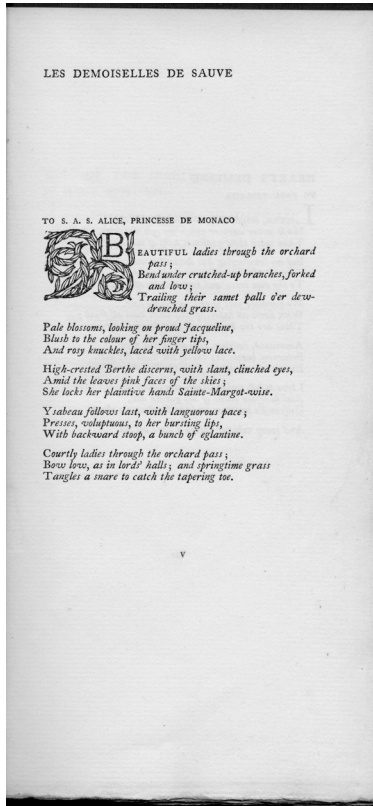 LES DEMOISELLES DE SAUVE
TO S. A. S. ALICE, PRINCESSE DE MONACO
BEAUTIFUL ladies through the orchard
pass;
Bend under crutched-up branches, forked
and low;
Trailing their samet palls o'er dew-
drenched grass.
Pale blossoms, looking on proud Jacqueline,
Blush to the colour of her finger tips,
And rosy knuckles, laced with yellow lace.
High-crested Berthe discerns, with slant, clinched eyes,
Amid the leaves pink faces of the skies;
She locks her plaintive hands Sainte-Margot-wise.
Ysabeau follows last, with languorous pace;
Presses, voluptuous, to her bursting lips,
With backward stoop, a bunch of eglantine.
Courtly ladies through the orchard pass;
Bow low, as in lords' halls; and springtime grass
Tangles a snare to catch the tapering toe.
v